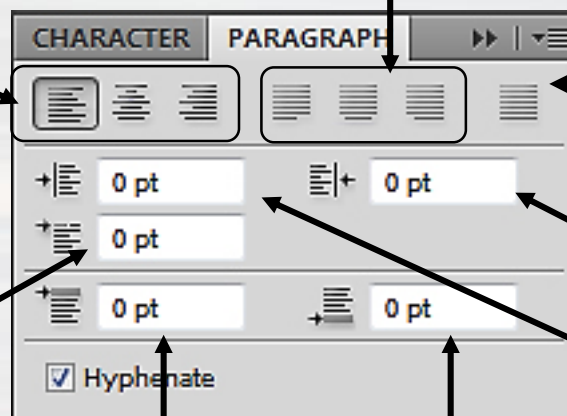 CHARACTER PARAGRAPH
0 pt 0 pt
0 pt
0 pt 0 pt
Hyphenate